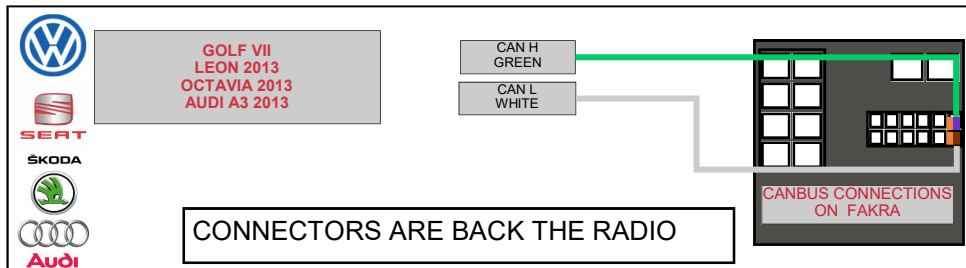 GOLF VII
LEON 2013
OCTAVIA 2013
AUDI A3 2013
CAN H
GREEN
CAN L
WHITE
SEAT
ŠKODA
Audi
CANBUS CONNECTIONS
ON FAKRA
CONNECTORS ARE BACK THE RADIO